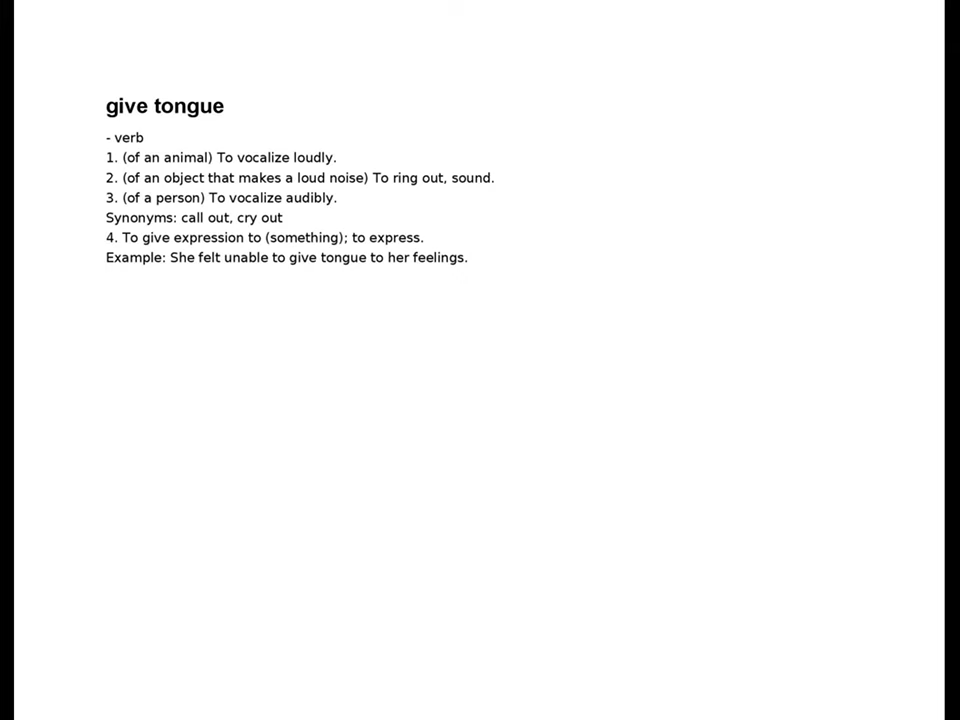 give tongue
- verb
1. (of an animal) To vocalize loudly.
2. (of an object that makes a loud noise) To ring out, sound.
3. (of a person) To vocalize audibly.
Synonyms: call out, cry out
4. To give expression to (something); to express.
Example: She felt unable to give tongue to her feelings.